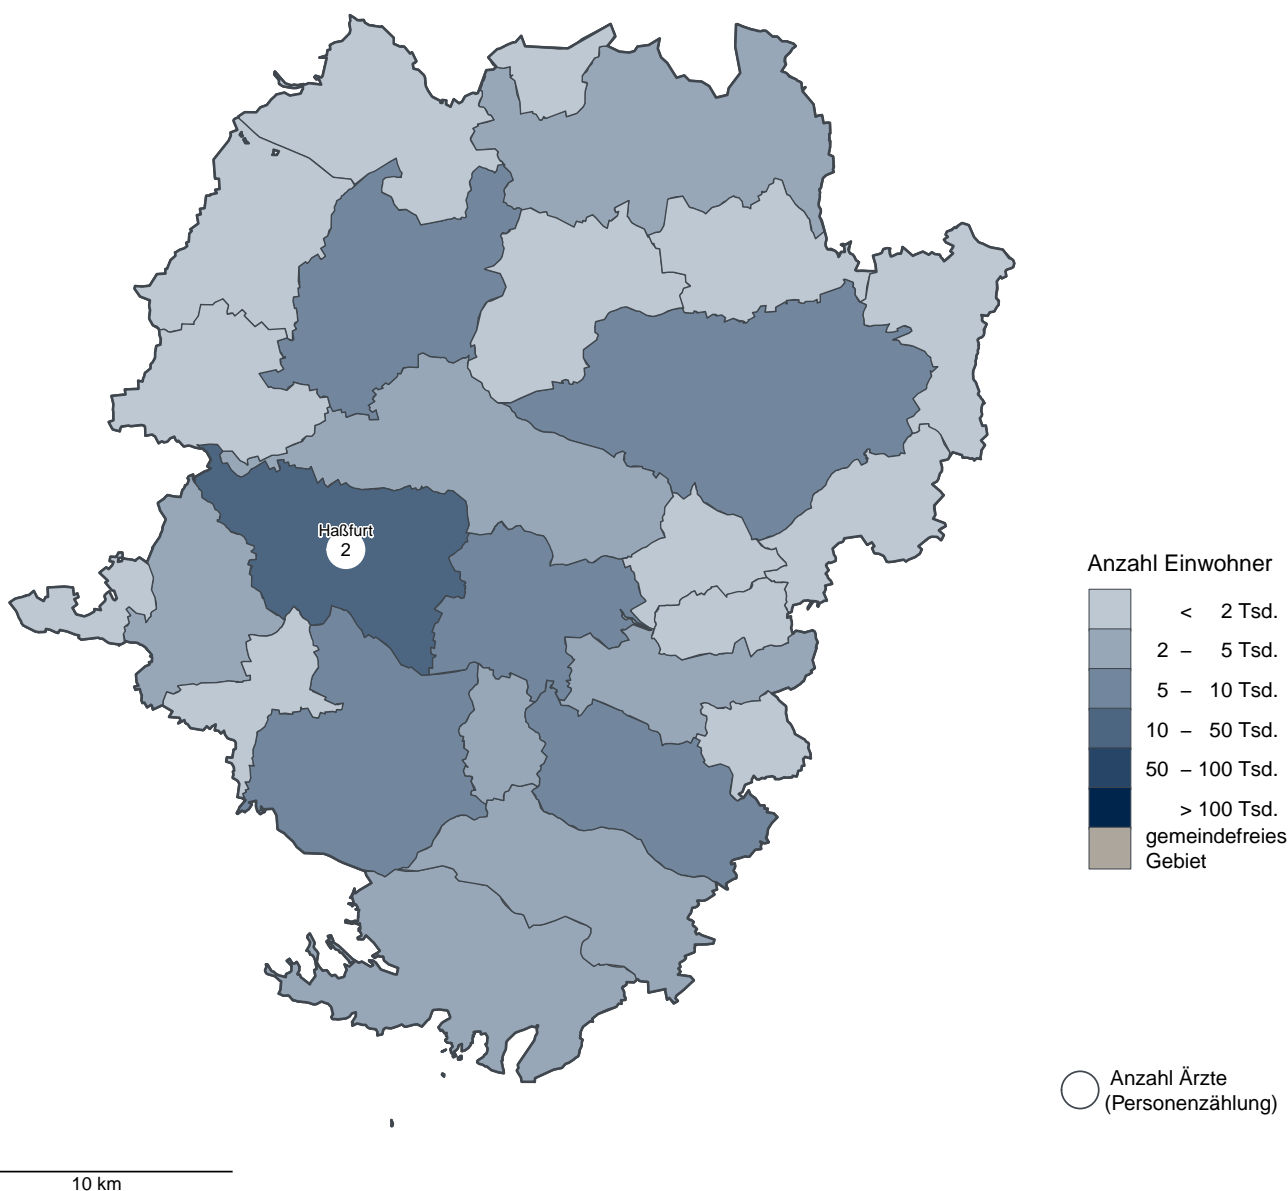 Haßfurt
2
Anzahl Einwohner
< 2 Tsd.
2 – 5 Tsd.
5 – 10 Tsd.
10 – 50 Tsd.
50 – 100 Tsd.
> 100 Tsd.
gemeindefreies
Gebiet
Anzahl Ärzte
(Personenzählung)
10 km